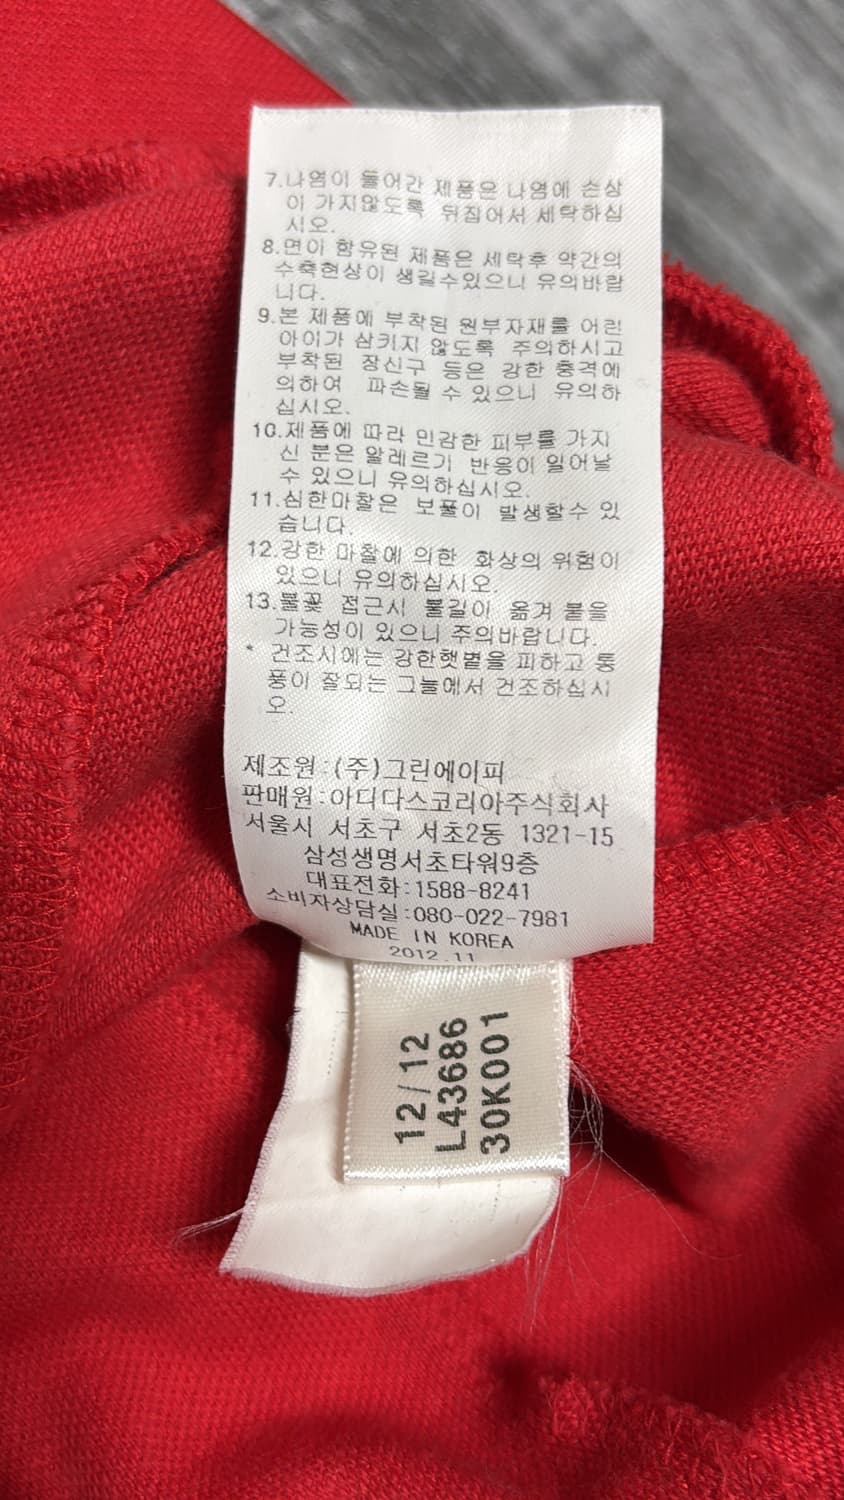 7.나염이 들어간 제품은 나염에 손상
이 가지않도록 뒤집어서 세탁하십
시오.
8.면이 함유된 제품은 세탁후 약간의
수축현상이 생길수있으니 유의바랍
니다.
9.본 제품에 부착된 원부자재를 어린
아이가 삼키지 않도록 주의하시고
부착된 장신구 등은 강한 충격에
의하여 파손될 수 있으니 유의하
십시오.
10.제품에 따라 민감한 피부를 가지
신 분은 알레르기 반응이 일어날
수 있으니 유의하십시오.
11.심한마찰은 보풀이 발생할수 있
습니다.
12.강한 마찰에 의한 화상의 위험이
있으니 유의하십시오.
13.불꽃 접근시 불길이 옮겨 붙을
가능성이 있으니 주의바랍니다.
* 건조시에는 강한햇볕을 피하고 통
풍이 잘되는 그늘에서 건조하십시
오.
제조원:(주)그린에이피
판매원:아디다스코리아주식회사
서울시 서초구 서초2동 1321-15
삼성생명서초타워9층
대표전화:1588-8241
소비자상담실:080-022-7981
MADE IN KOREA
2012.11
12/12
L43686
30K001